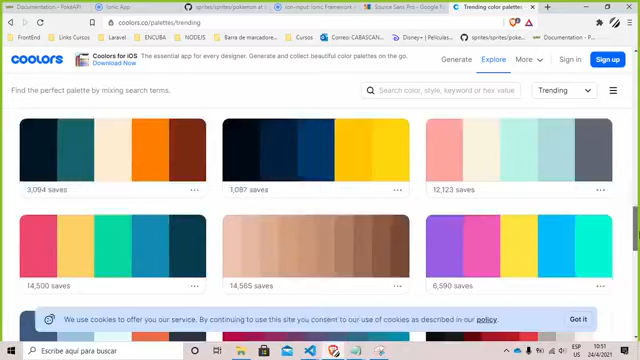 Documentation - PokéAPI
Ionic App
sprites/sprites/pokemon at
non-input: Ionic Framework
Source Sans Pro - Google F
Trending color palettes
coolors.co/palettes/trending
FrontEnd
Links Cursos
Laravel
ENCUBA
NODEJS
Barra de marcadore...
Correo: CABASCAN...
Disney+ | Películas...
sprites/sprites/poke...
Documentation - P...
coolors
Coolors for iOS
The essential app for every designer. Generate and collect beautiful color palettes on the go.
Download Now
Generate
Explore
More
Sign in
Sign up
Find the perfect palette by mixing search terms.
Search color, style, keyword or hex value
Trending
3,094 saves
1,087 saves
12,123 saves
14,500 saves
14,565 saves
6,590 saves
We use cookies to offer you our service. By continuing to use this site you consent to our use of cookies as described in our policy.
Got it
Escribe aquí para buscar
ESP
US
10:51
24/4/2021